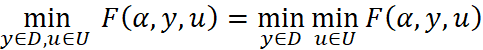 min F(α, y, u) = min min F(α, y, u)
y∈D,u∈U y∈D u∈U